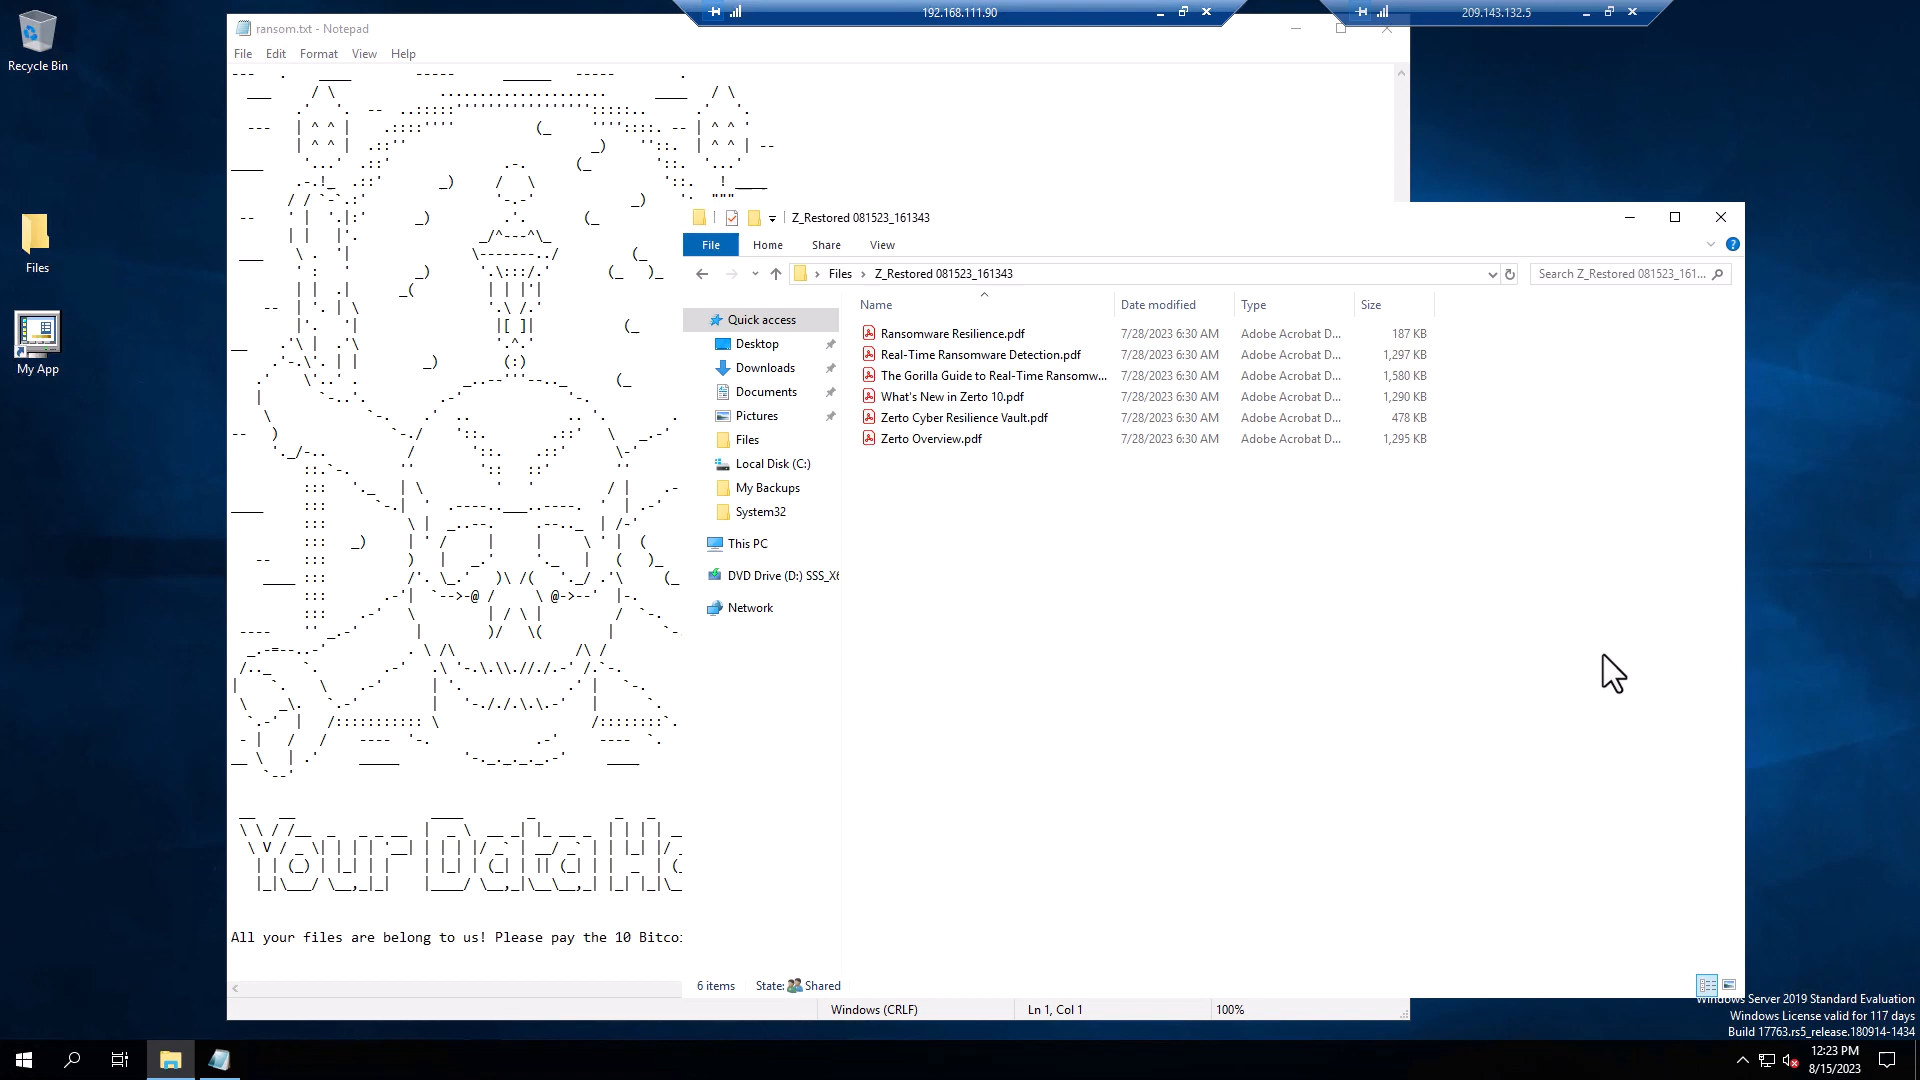 192.168.111.90
209.143.132.5
Recycle Bin
Files
My App
ransom.txt - Notepad
File Edit Format View Help
Your Data Ha
All your files are belong to us! Please pay the 10 Bitcoi
Windows (CRLF)
Ln 1, Col 1
100%
Z_Restored 081523_161343
File Home Share View
Files > Z_Restored 081523_161343
Search Z_Restored 081523_161...
Quick access
Desktop
Downloads
Documents
Pictures
Files
Local Disk (C:)
My Backups
System32
This PC
DVD Drive (D:) SSS_X6
Network
Name Date modified Type Size
Ransomware Resilience.pdf 7/28/2023 6:30 AM Adobe Acrobat D... 187 KB
Real-Time Ransomware Detection.pdf 7/28/2023 6:30 AM Adobe Acrobat D... 1,297 KB
The Gorilla Guide to Real-Time Ransomw... 7/28/2023 6:30 AM Adobe Acrobat D... 1,580 KB
What's New in Zerto 10.pdf 7/28/2023 6:30 AM Adobe Acrobat D... 1,290 KB
Zerto Cyber Resilience Vault.pdf 7/28/2023 6:30 AM Adobe Acrobat D... 478 KB
Zerto Overview.pdf 7/28/2023 6:30 AM Adobe Acrobat D... 1,295 KB
6 items State: Shared
Windows Server 2019 Standard Evaluation
Windows License valid for 117 days
Build 17763.rs5_release.180914-1434
12:23 PM
8/15/2023